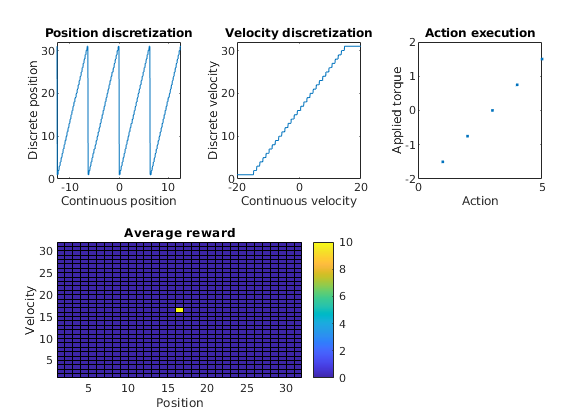 Position discretization
Discrete position
30
20
10
0
-10 0 10
Continuous position
Velocity discretization
Discrete velocity
30
20
10
0
-20 0 20
Continuous velocity
Action execution
Applied torque
2
1
0
-1
-2
0 5
Action
Average reward
Velocity
30
25
20
15
10
5
5 10 15 20 25 30
Position
10
8
6
4
2
0